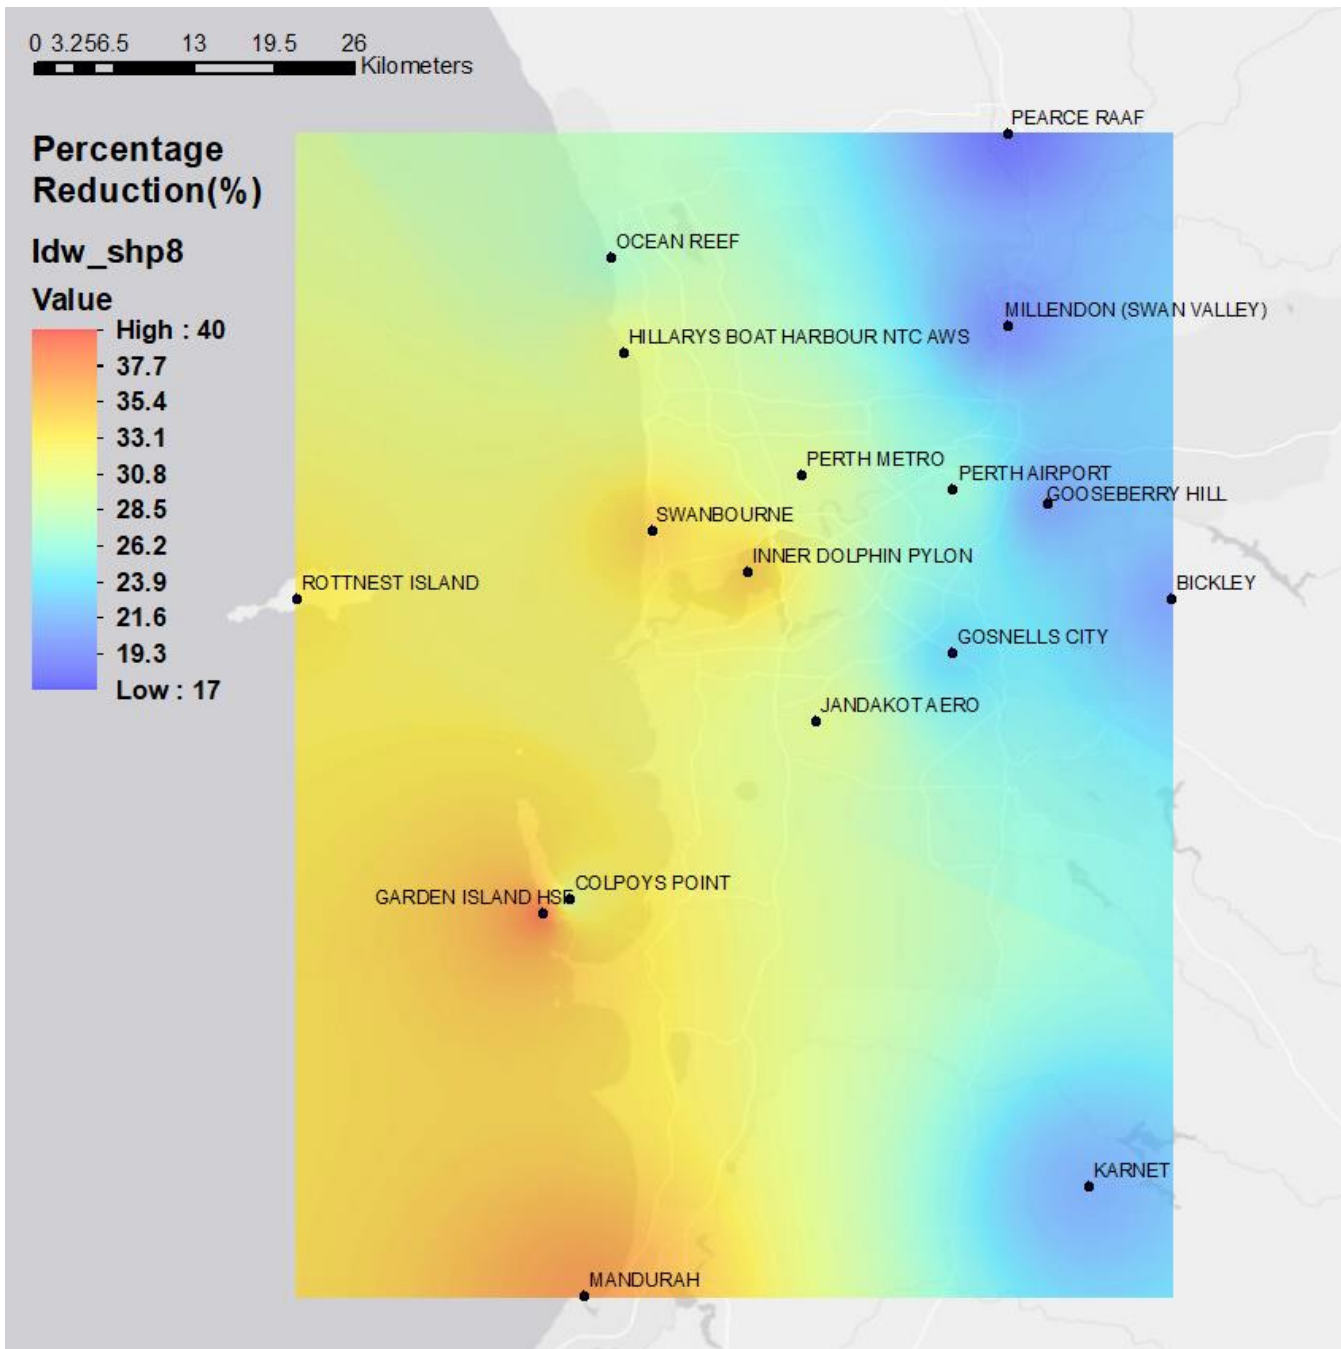 0 3.25 6.5 13 19.5 26
Kilometers
Percentage
Reduction(%)
Idw_shp8
Value
High : 40
37.7
35.4
33.1
30.8
28.5
26.2
23.9
21.6
19.3
Low : 17
PEARCE RAAF
OCEAN REEF
MILLENDON (SWAN VALLEY)
HILLARYS BOAT HARBOUR NTC AWS
PERTH METRO
PERTH AIRPORT
GOOSEBERRY HILL
SWANBOURNE
INNER DOLPHIN PYLON
ROTTNEST ISLAND
BICKLEY
GOSNELLS CITY
JANDAKOT AERO
COLPOYS POINT
GARDEN ISLAND HSF
KARNET
MANDURAH